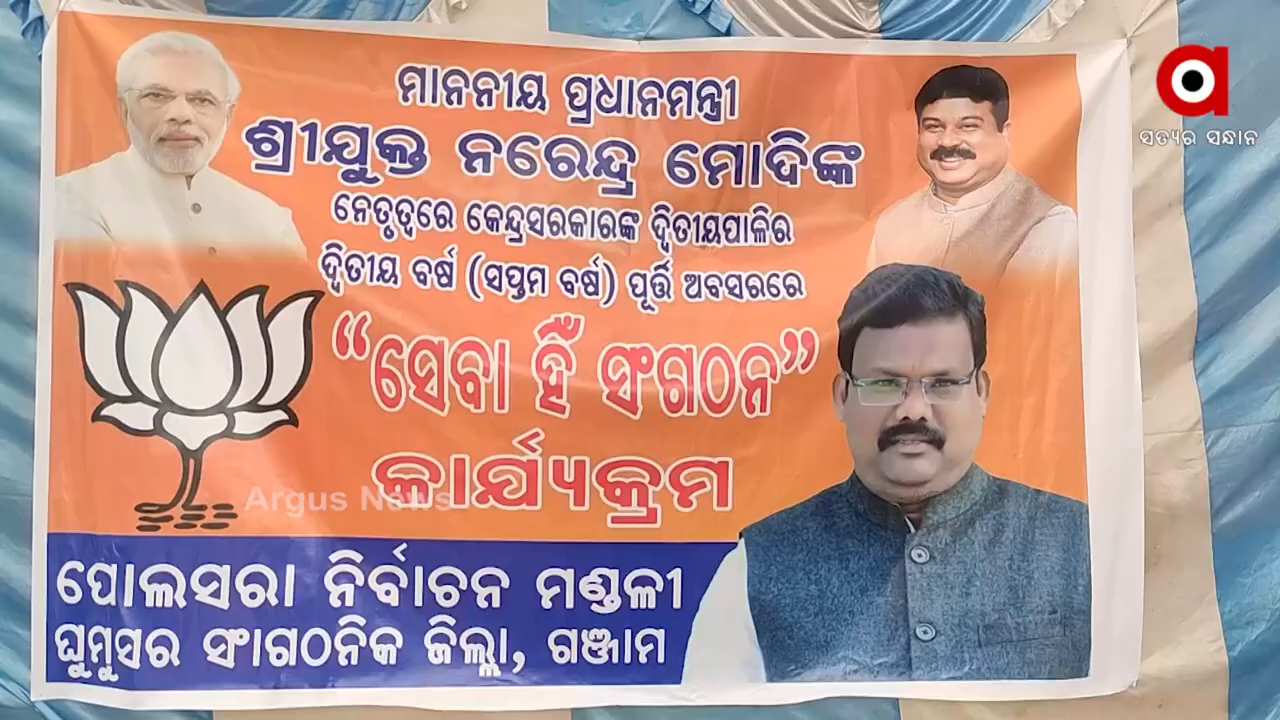 ମାନନୀୟ ପ୍ରଧାନମନ୍ତ୍ରୀ
ଶ୍ରୀଯୁକ୍ତ ନରେନ୍ଦ୍ର ମୋଦିଙ୍କ
ନେତୃତ୍ୱରେ କେନ୍ଦ୍ରସରକାରଙ୍କ ଦ୍ୱିତୀୟପାଳିର
ଦ୍ୱିତୀୟ ବର୍ଷ (ସପ୍ତମ ବର୍ଷ) ପୂର୍ତ୍ତି ଅବସରରେ
“ସେବା ହିଁ ସଂଗଠନ”
କାର୍ଯ୍ୟକ୍ରମ
ପୋଲସରା ନିର୍ବାଚନ ମଣ୍ଡଳୀ
ଘୁମୁସର ସଂାଗଠନିକ ଜିଲ୍ଲା, ଗଞ୍ଜାମ
Argus News
ସତ୍ୟର ସନ୍ଧାନ